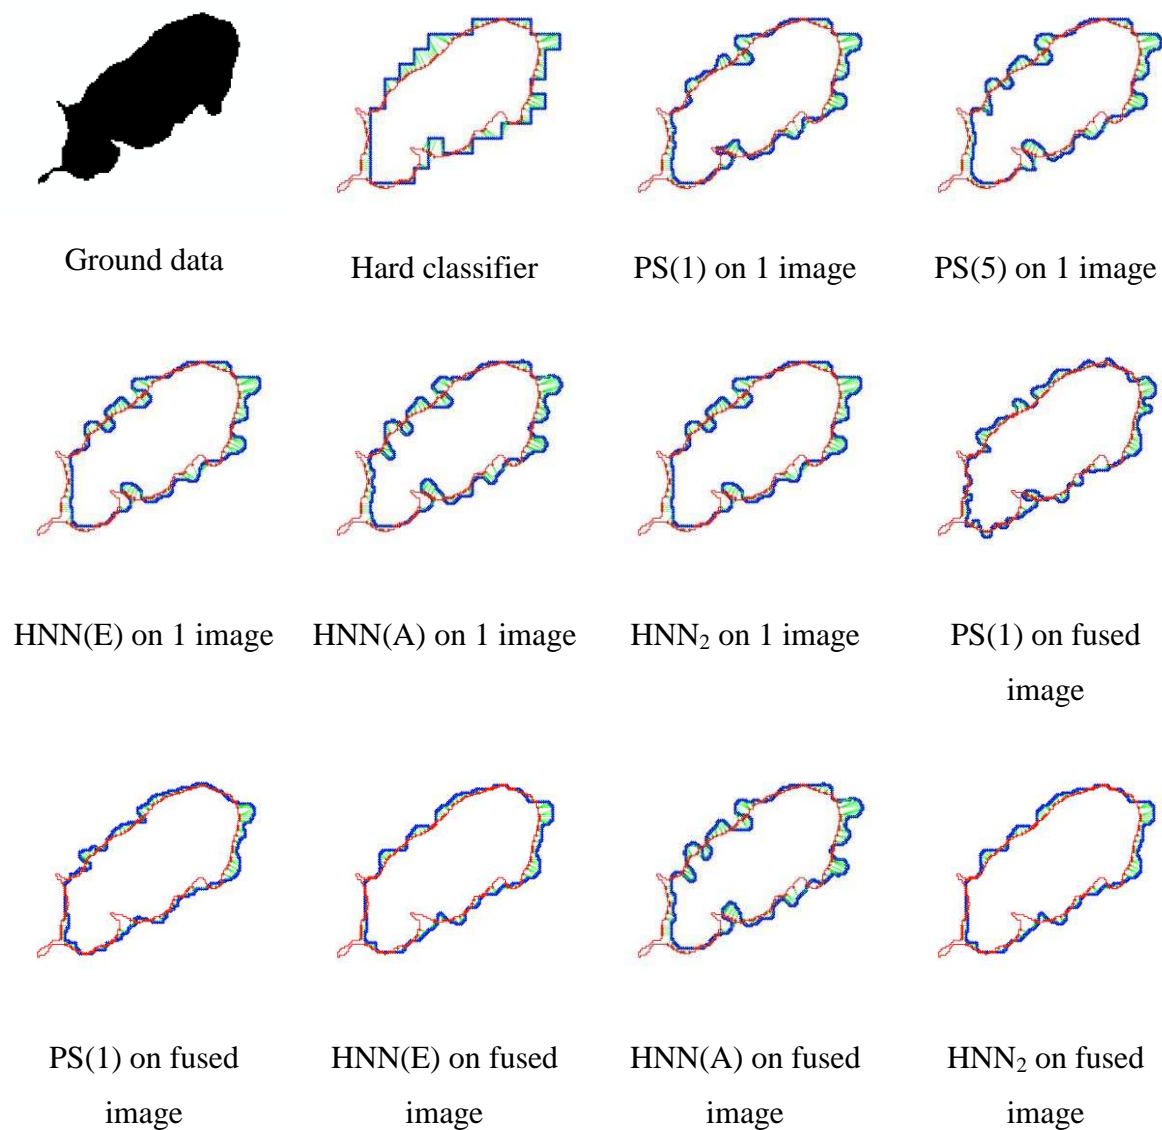 Ground data
Hard classifier
PS(1) on 1 image
PS(5) on 1 image
HNN(E) on 1 image
HNN(A) on 1 image
HNN₂ on 1 image
PS(1) on fused
image
PS(1) on fused
image
HNN(E) on fused
image
HNN(A) on fused
image
HNN₂ on fused
image